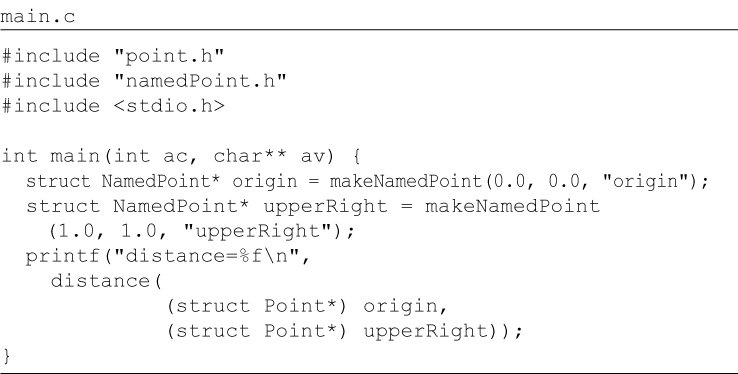 main.c
#include "point.h"
#include "namedPoint.h"
#include <stdio.h>
int main(int ac, char** av) {
struct NamedPoint* origin = makeNamedPoint(0.0, 0.0, "origin");
struct NamedPoint* upperRight = makeNamedPoint
(1.0, 1.0, "upperRight");
printf("distance=%f\n",
distance(
(struct Point*) origin,
(struct Point*) upperRight));
}